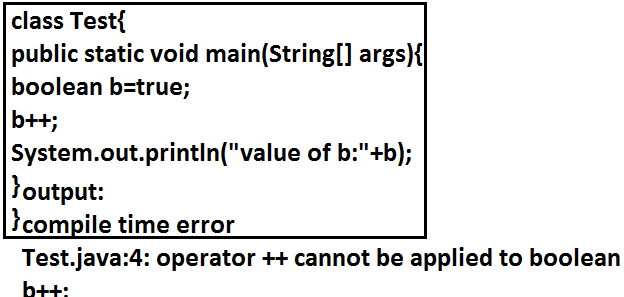 class Test{
public static void main(String[] args){
boolean b=true;
b++;
System.out.println("value of b:"+b);
}output:
}compile time error
Test.java:4: operator ++ cannot be applied to boolean
b++;